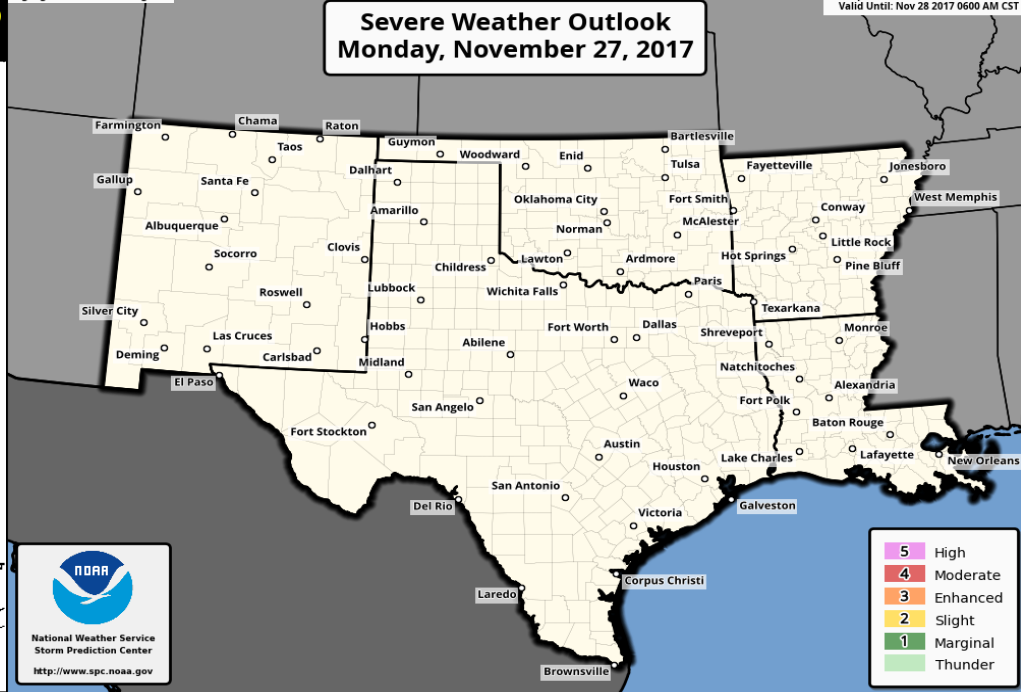 Severe Weather Outlook
Monday, November 27, 2017
Valid Until: Nov 28 2017 0600 AM CST
Farmington
Chama
Raton
Taos
Guymon
Woodward
Enid
Bartlesville
Tulsa
Fayetteville
Jonesboro
Gallup
Santa Fe
Dalhart
Oklahoma City
Fort Smith
West Memphis
Albuquerque
Amarillo
Norman
McAlester
Conway
Socorro
Clovis
Childress
Lawton
Ardmore
Hot Springs
Little Rock
Pine Bluff
Roswell
Lubbock
Wichita Falls
Paris
Texarkana
Silver City
Las Cruces
Hobbs
Abilene
Fort Worth
Dallas
Shreveport
Monroe
Deming
Carlsbad
Midland
Natchitoches
El Paso
San Angelo
Waco
Fort Polk
Alexandria
Fort Stockton
Austin
Baton Rouge
Lake Charles
Lafayette
New Orleans
Houston
San Antonio
Del Rio
Victoria
Galveston
Laredo
Corpus Christi
Brownsville
NOAA
National Weather Service
Storm Prediction Center
http://www.spc.noaa.gov
5 High
4 Moderate
3 Enhanced
2 Slight
1 Marginal
Thunder